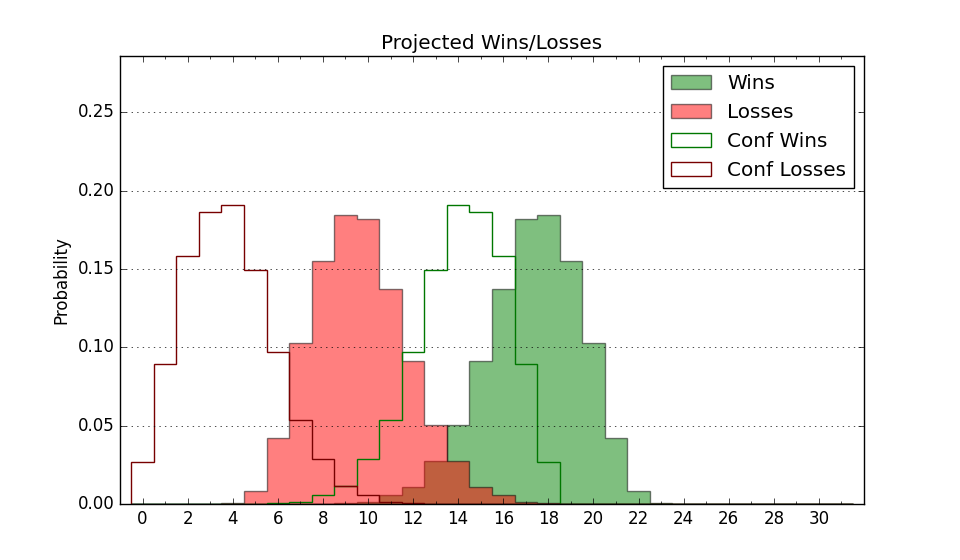 Projected Wins/Losses
Wins
Losses
Conf Wins
Conf Losses
Probability
0.25
0.20
0.15
0.10
0.05
0.00
0 2 4 6 8 10 12 14 16 18 20 22 24 26 28 30